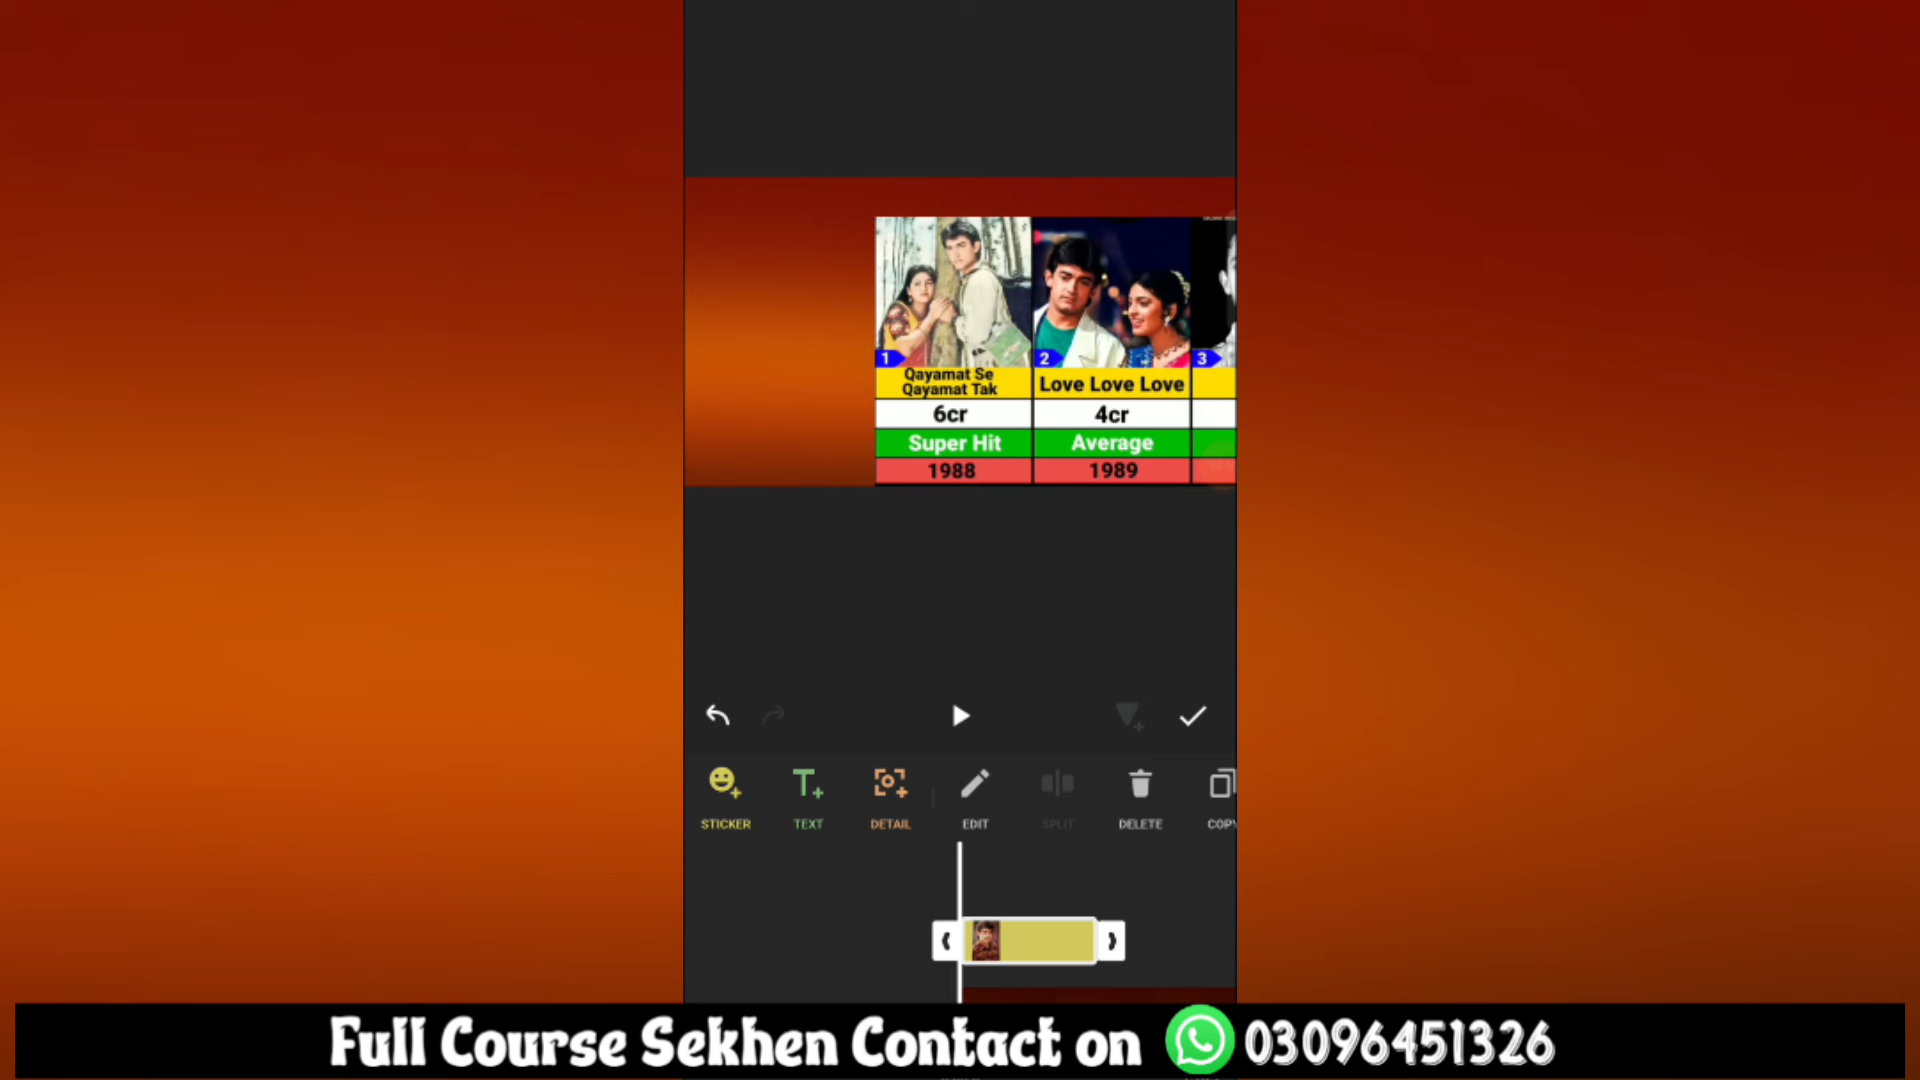 1 2 3
Qayamat Se
Qayamat Tak
Love Love Love
6cr 4cr
Super Hit Average
1988 1989
STICKER TEXT DETAIL EDIT SPLIT DELETE COPY
Full Course Sekhen Contact on 03096451326